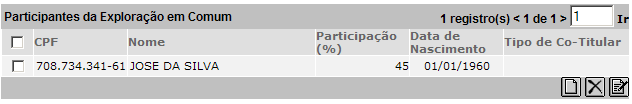 Participantes da Exploração em Comum 1 registro(s) < 1 de 1 > 1 Ir
CPF Nome Participação (%) Data de Nascimento Tipo de Co-Titular
708.734.341-61 JOSE DA SILVA 45 01/01/1960